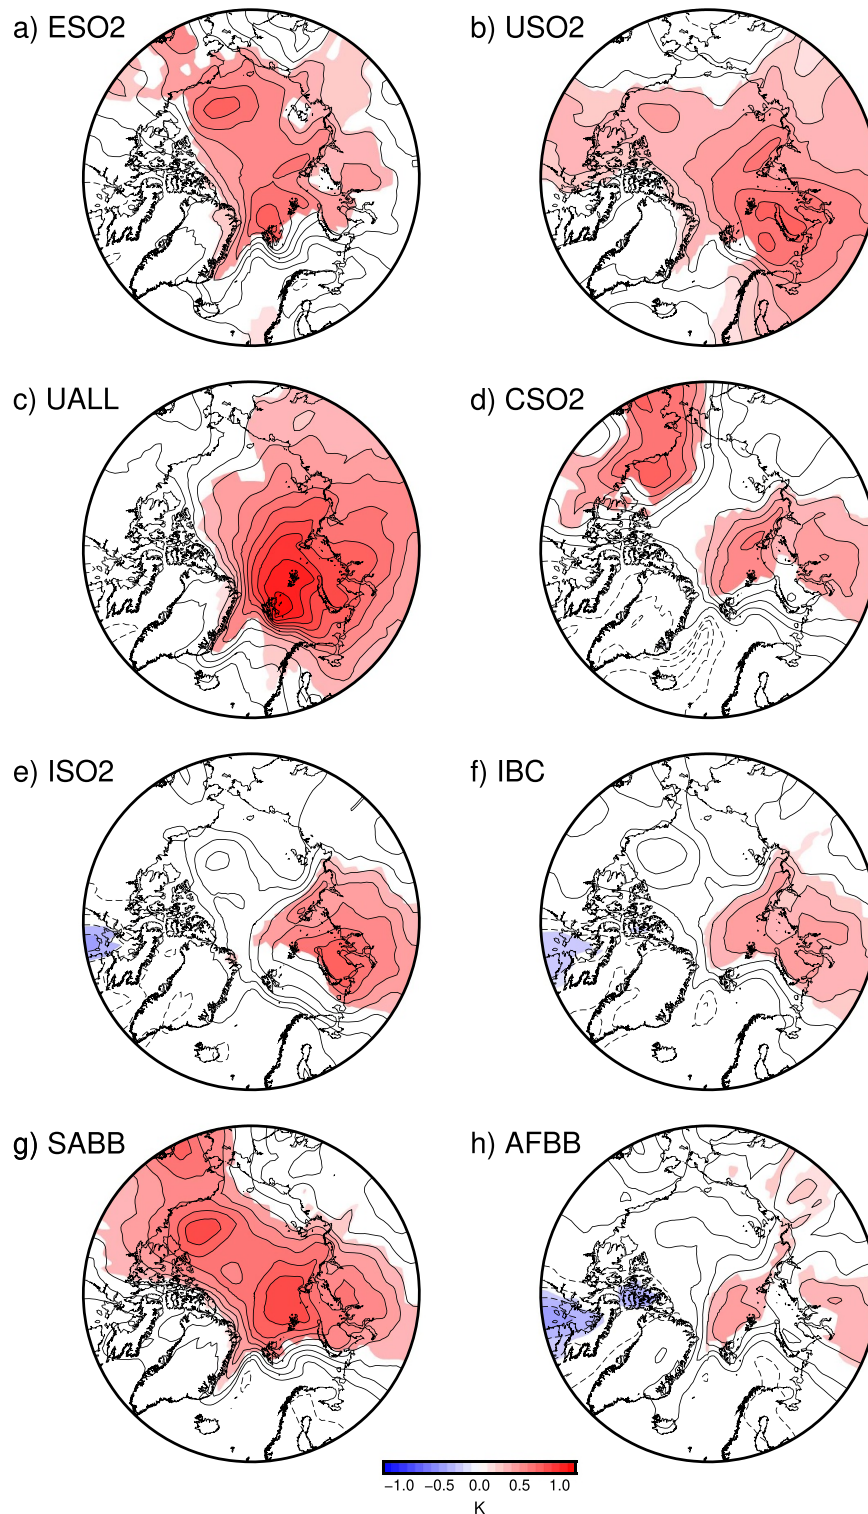 a) ESO2
b) USO2
c) UALL
d) CSO2
e) ISO2
f) IBC
g) SABB
h) AFBB
−1.0 −0.5 0.0 0.5 1.0
K